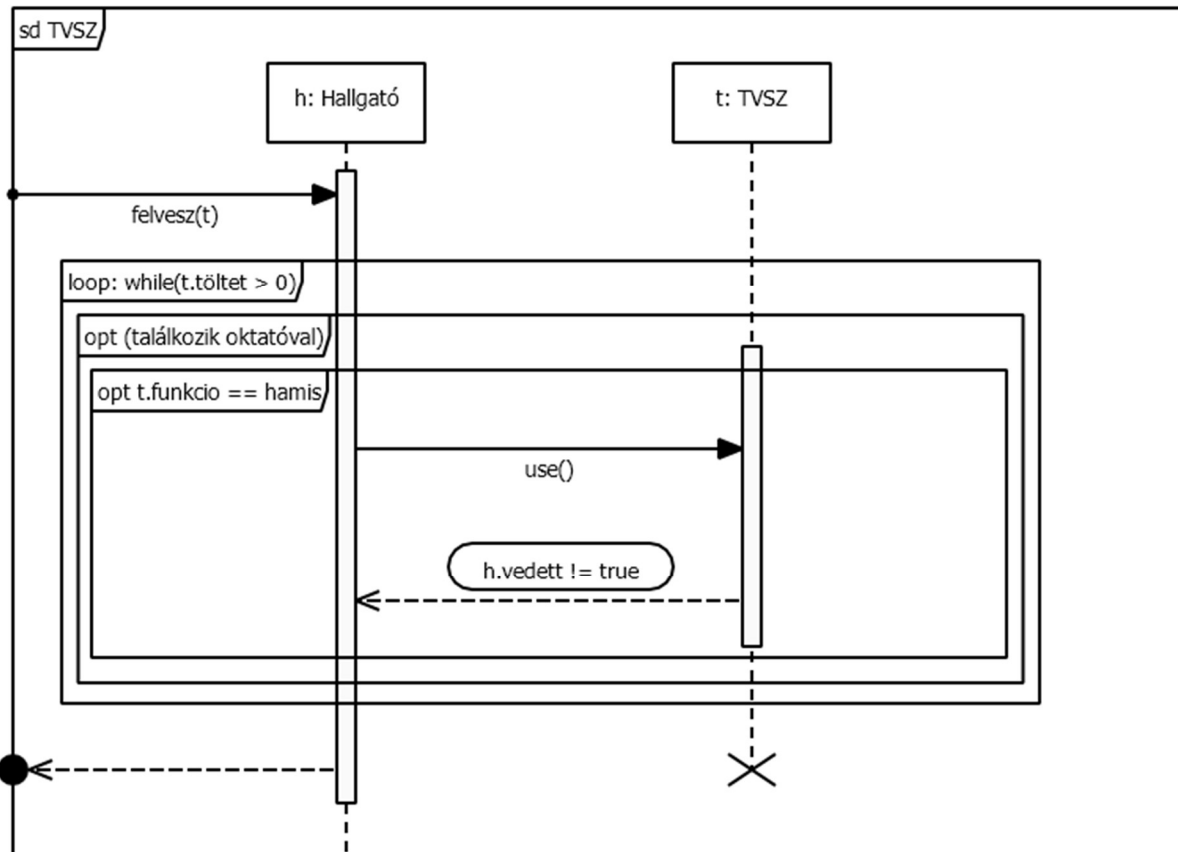 sd TVSZ
h: Hallgató
t: TVSZ
felvesz(t)
loop: while(t.töltet > 0)
opt (találkozik oktatóval)
opt t.funkcio == hamis
use()
h.vedett != true